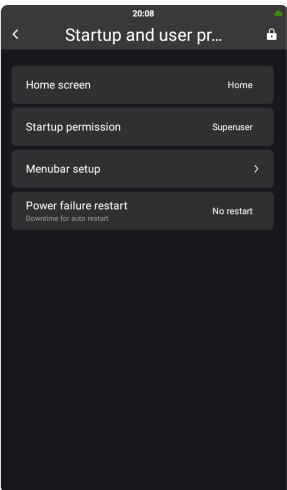 20:08
Startup and user pr...
Home screen
Home
Startup permission
Superuser
Menubar setup
Power failure restart
Downtime for auto restart
No restart